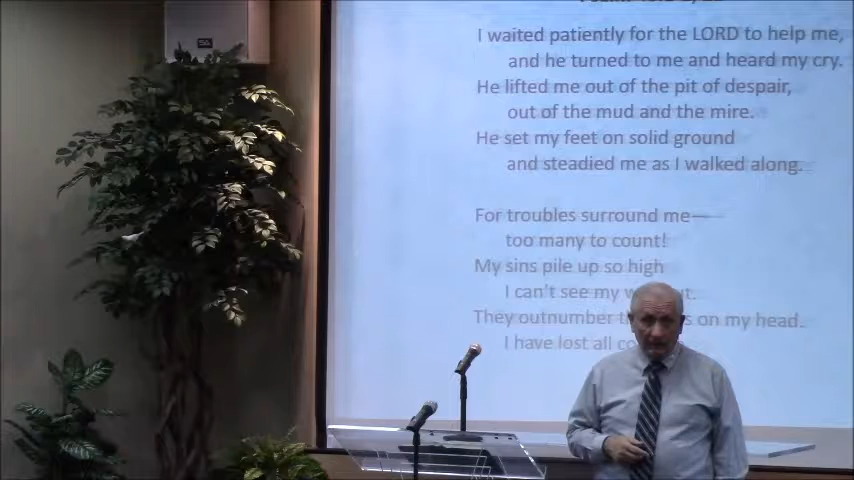 I waited patiently for the LORD to help me,
and he turned to me and heard my cry.
He lifted me out of the pit of despair,
out of the mud and the mire.
He set my feet on solid ground
and steadied me as I walked along.
For troubles surround me—
too many to count!
My sins pile up so high
I can't see my
They outnumber on my head.
I have lost all